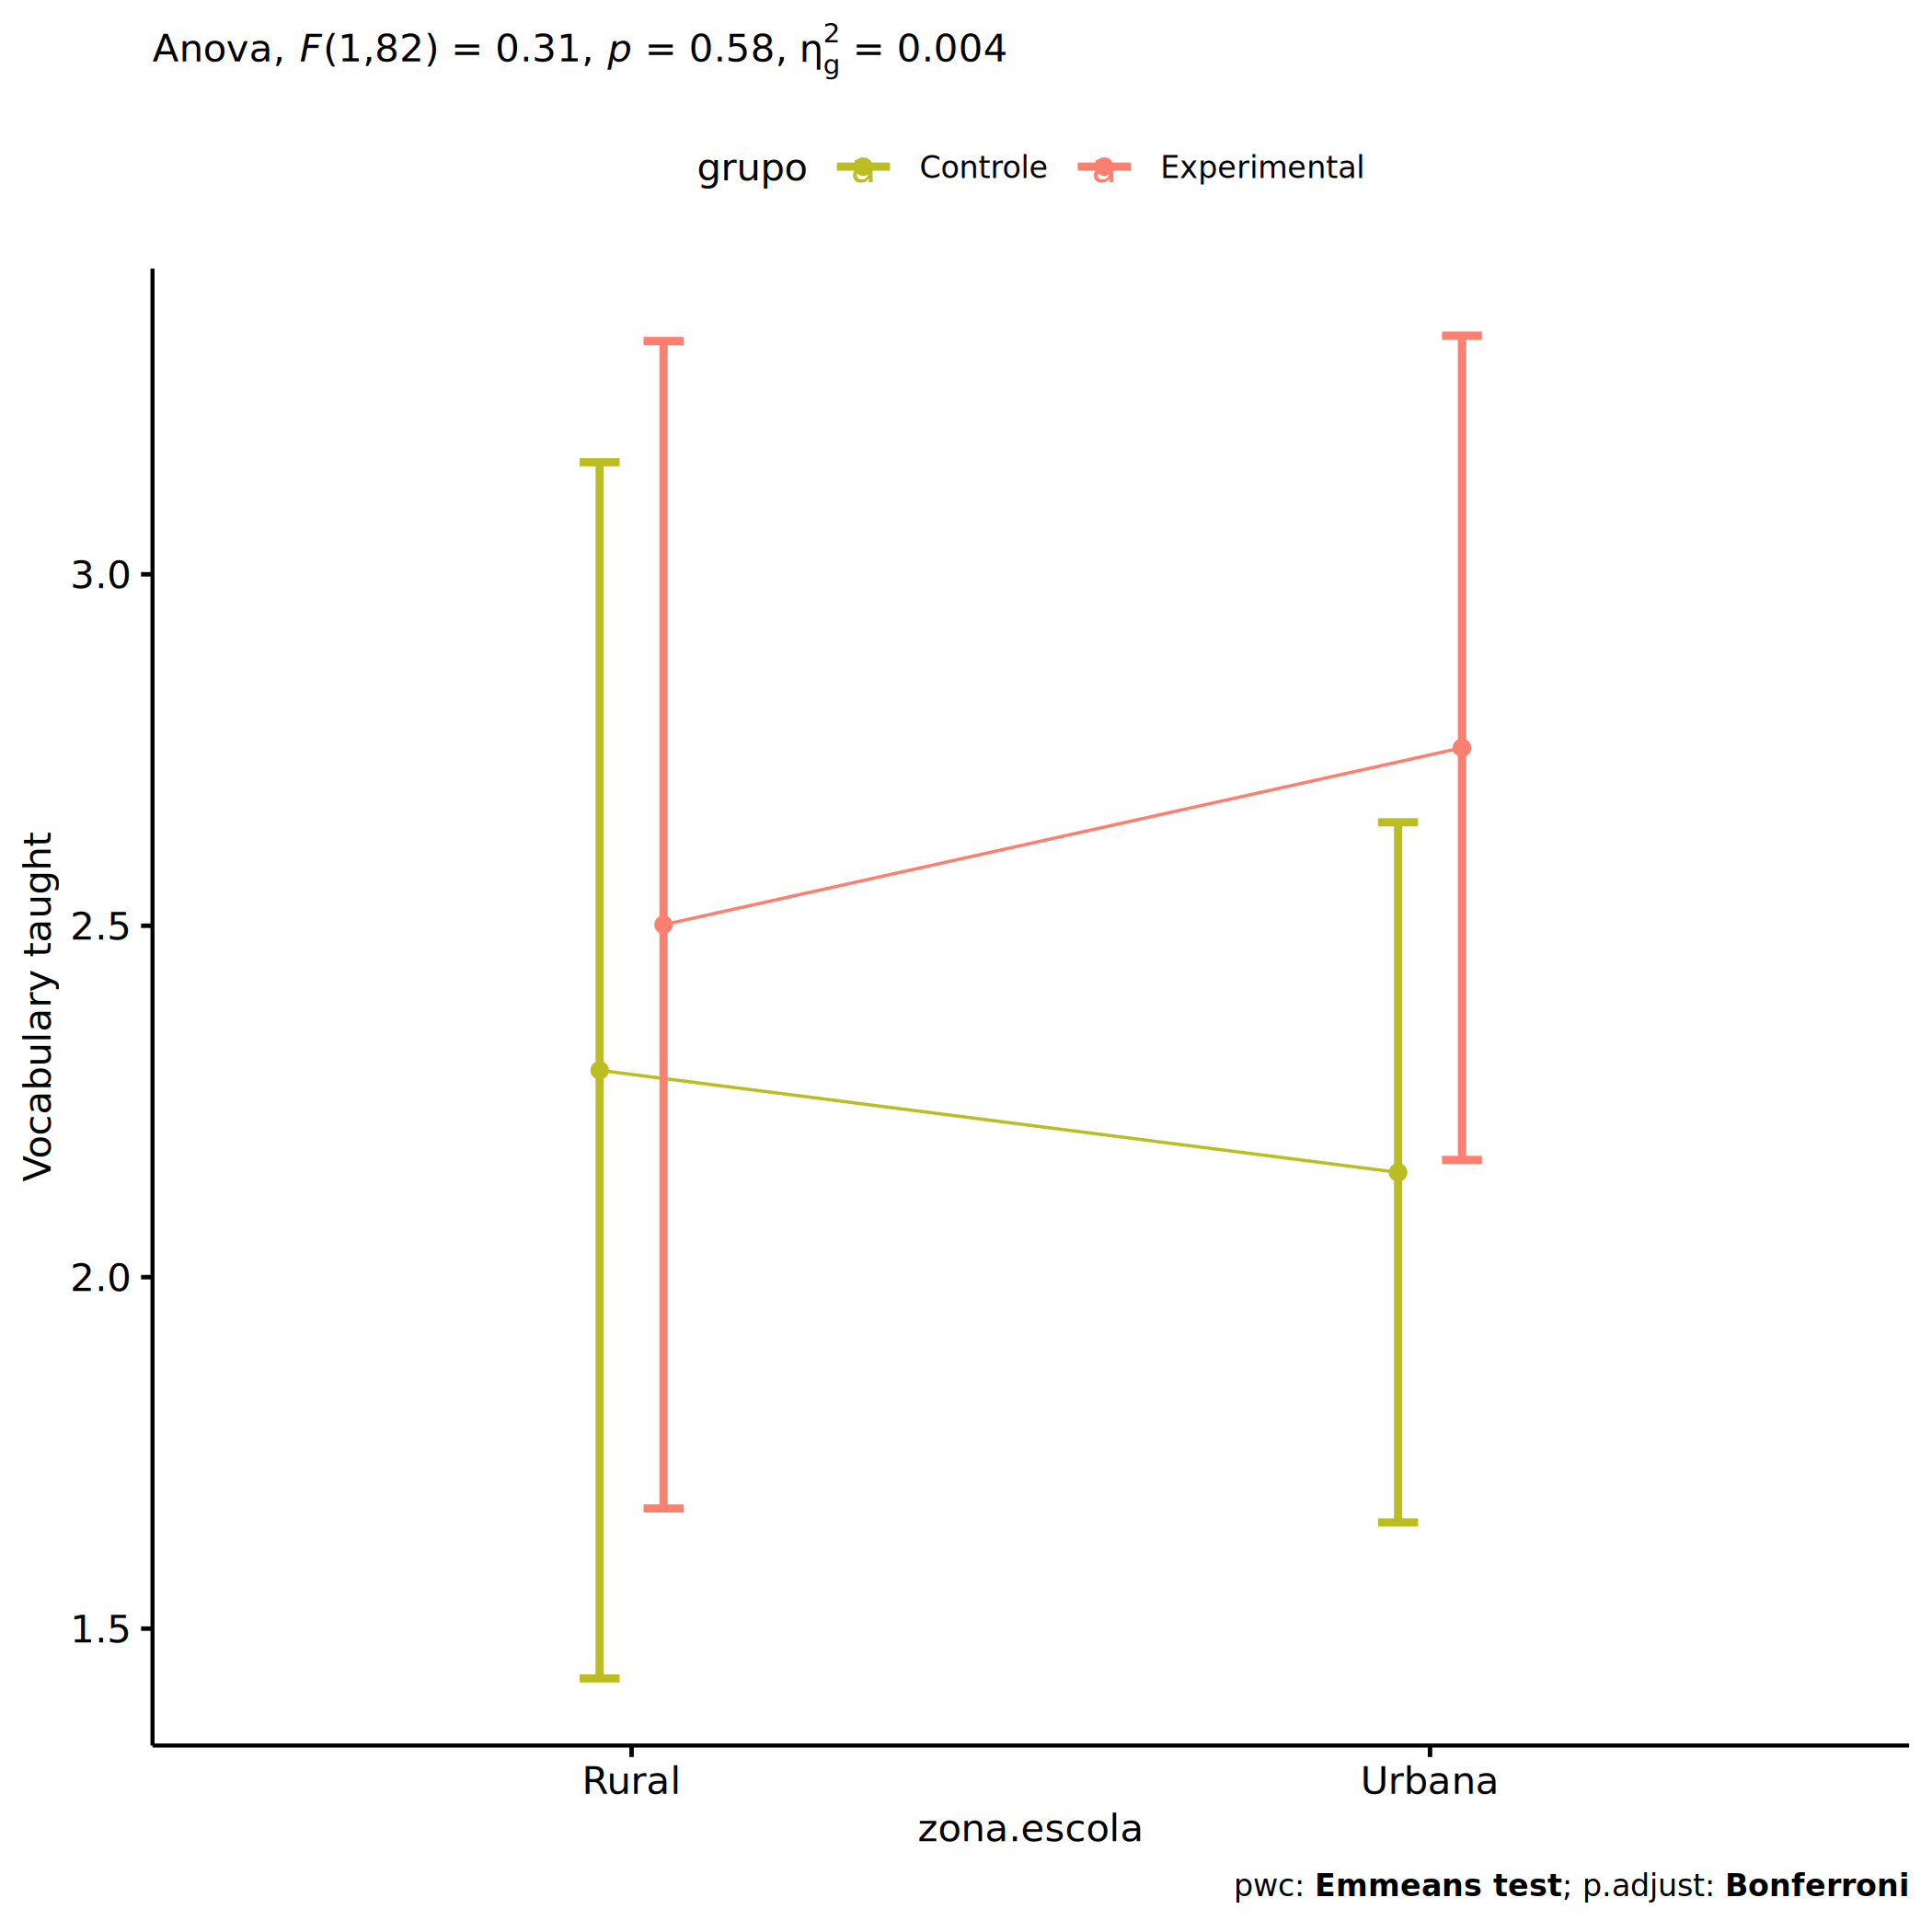 Anova, F(1,82) = 0.31, p = 0.58, η²g = 0.004
grupo a Controle a Experimental
3.0
2.5
2.0
1.5
Vocabulary taught
Rural Urbana
zona.escola
pwc: Emmeans test; p.adjust: Bonferroni